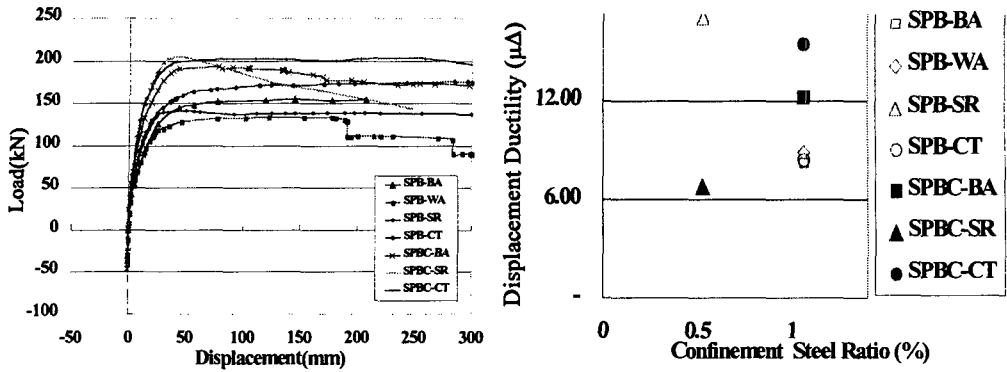 250
200
150
100
50
0
-50
-100
Load(kN)
-50
0
50
100
150
200
250
300
Displacement(mm)
SPB-BA
SPB-WA
SPB-SR
SPB-CT
SPBC-BA
SPBC-SR
SPBC-CT
Displacement Ductility (μΔ)
12.00
6.00
-
0
0.5
1
Confinement Steel Ratio (%)
SPB-BA
SPB-WA
SPB-SR
SPB-CT
SPBC-BA
SPBC-SR
SPBC-CT